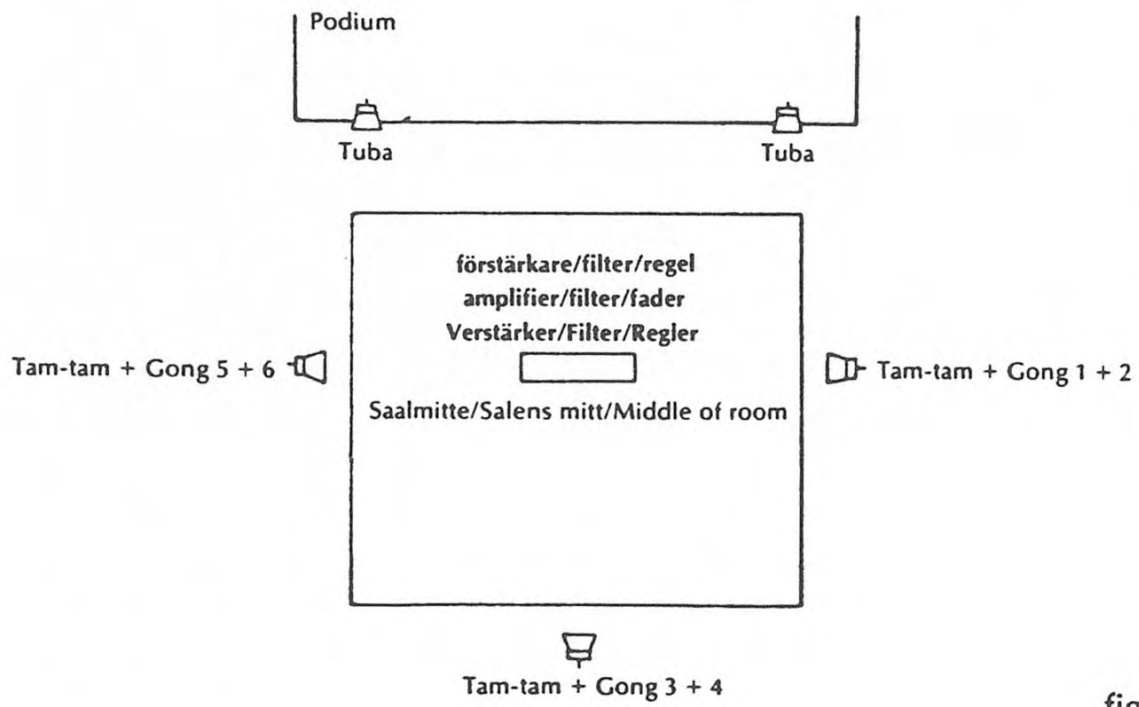 Podium
Tuba Tuba
förstärkare/filter/regel
amplifier/filter/fader
Verstärker/Filter/Regler
Tam-tam + Gong 5 + 6 Tam-tam + Gong 1 + 2
Saalmitte/Salens mitt/Middle of room
Tam-tam + Gong 3 + 4
fig